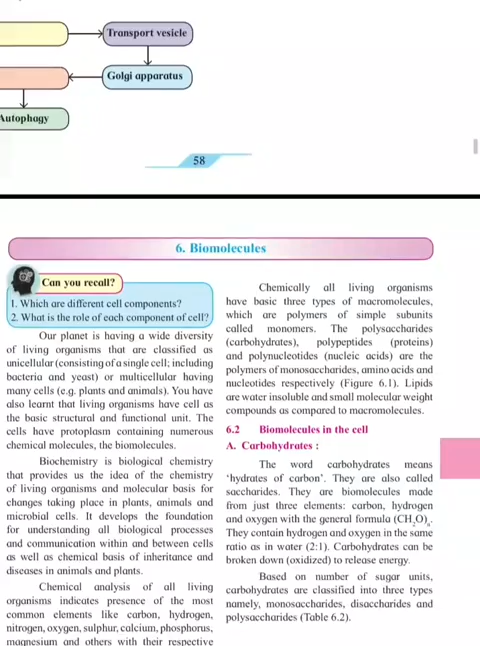 Transport vesicle
Golgi apparatus
Autophagy
58
6. Biomolecules
Can you recall?
1. Which are different cell components?
2. What is the role of each component of cell?
Our planet is having a wide diversity
of living organisms that are classified as
unicellular (consisting of a single cell; including
bacteria and yeast) or multicellular having
many cells (e.g. plants and animals). You have
also learnt that living organisms have cell as
the basic structural and functional unit. The
cells have protoplasm containing numerous
chemical molecules, the biomolecules.
Biochemistry is biological chemistry
that provides us the idea of the chemistry
of living organisms and molecular basis for
changes taking place in plants, animals and
microbial cells. It develops the foundation
for understanding all biological processes
and communication within and between cells
as well as chemical basis of inheritance and
diseases in animals and plants.
Chemical analysis of all living
organisms indicates presence of the most
common elements like carbon, hydrogen,
nitrogen, oxygen, sulphur, calcium, phosphorus,
magnesium and others with their respective
Chemically all living organisms
have basic three types of macromolecules,
which are polymers of simple subunits
called monomers. The polysaccharides
(carbohydrates), polypeptides (proteins)
and polynucleotides (nucleic acids) are the
polymers of monosaccharides, amino acids and
nucleotides respectively (Figure 6.1). Lipids
are water insoluble and small molecular weight
compounds as compared to macromolecules.
6.2 Biomolecules in the cell
A. Carbohydrates :
The word carbohydrates means
‘hydrates of carbon’. They are also called
saccharides. They are biomolecules made
from just three elements: carbon, hydrogen
and oxygen with the general formula (CH₂O)ₙ.
They contain hydrogen and oxygen in the same
ratio as in water (2:1). Carbohydrates can be
broken down (oxidized) to release energy.
Based on number of sugar units,
carbohydrates are classified into three types
namely, monosaccharides, disaccharides and
polysaccharides (Table 6.2).